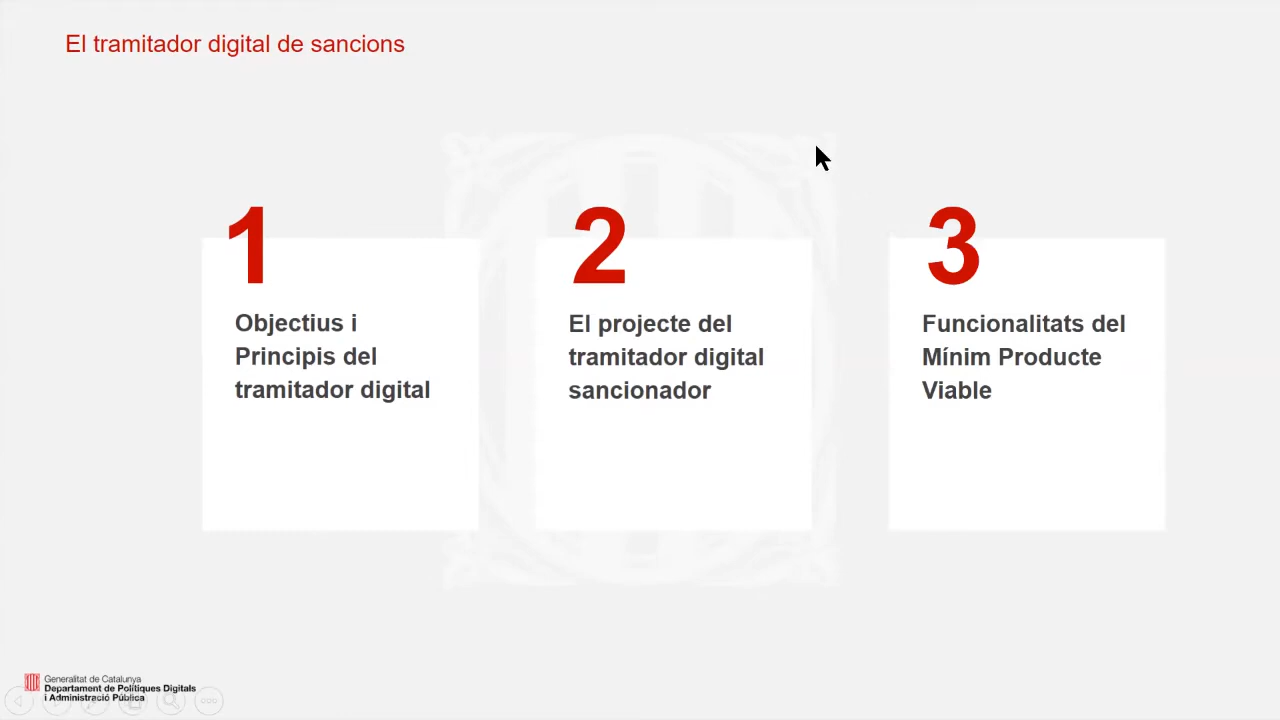 El tramitador digital de sancions
1
Objectius i
Principis del
tramitador digital
2
El projecte del
tramitador digital
sancionador
3
Funcionalitats del
Mínim Producte
Viable
Generalitat de Catalunya
Departament de Polítiques Digitals
i Administració Pública